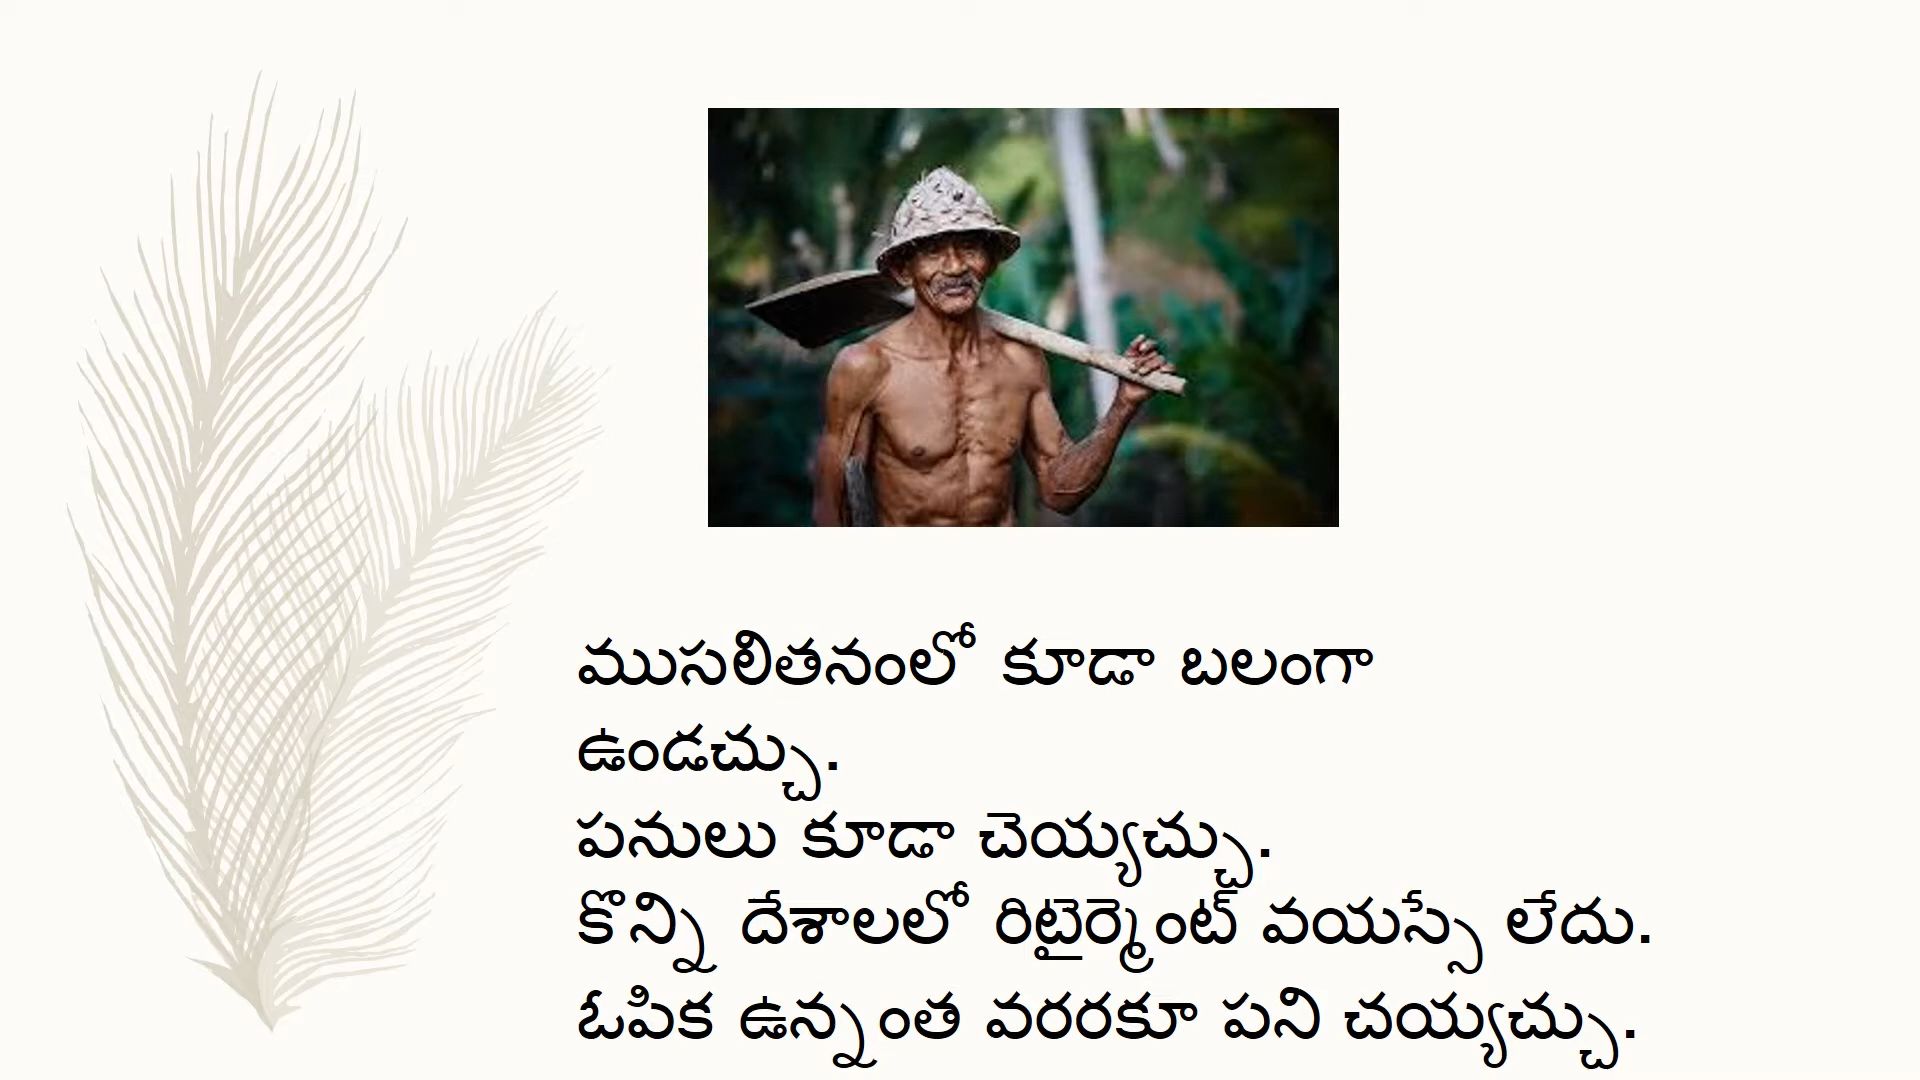 ముసలితనంలో కూడా బలంగా
ఉండచ్చు.
పనులు కూడా చెయ్యచ్చు.
కొన్ని దేశాలలో రిటైర్మెంట్ వయస్సే లేదు.
ఓపిక ఉన్నంత వరరకూ పని చయ్యచ్చు.